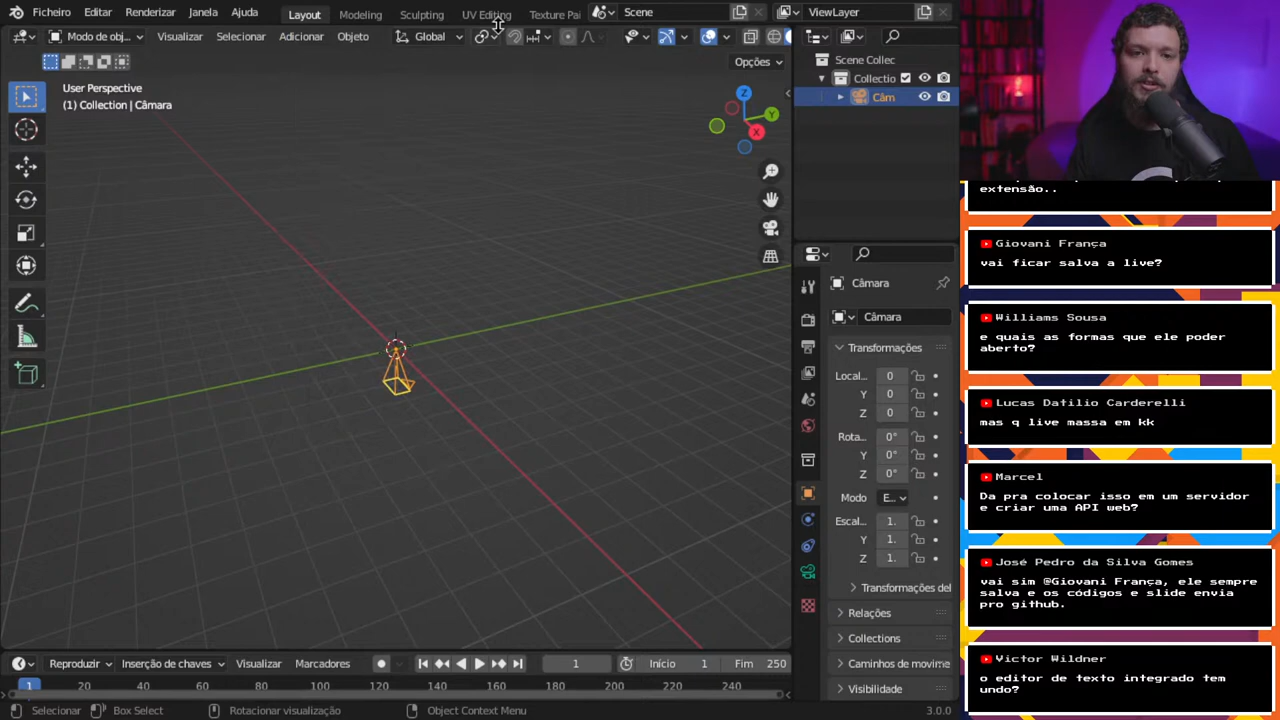 Ficheiro Editar Renderizar Janela Ajuda Layout Modeling Sculpting UV Editing Texture Pai Scene ViewLayer
Modo de obj... Visualizar Selecionar Adicionar Objeto Global
Opções
User Perspective
(1) Collection | Câmara
Z
Y
X
Scene Collec
Collectio
Câm
Câmara
Câmara
Transformações
Local... 0
Y 0
Z 0
Rota... 0°
Y 0°
Z 0°
Modo E...
Escal... 1.
Y 1.
Z 1.
Transformações del
Relações
Collections
Caminhos de movime
Visibilidade
Reproduzir Inserção de chaves Visualizar Marcadores 1 Início 1 Fim 250
1 20 40 60 80 100 120 140 160 180 200 220 240
Selecionar Box Select Rotacionar visualização Object Context Menu 3.0.0
extensão..
Giovani França
vai ficar salva a live?
Williams Sousa
e quais as formas que ele poder
aberto?
Lucas Datilio Carderelli
mas q live massa em kk
Marcel
Da pra colocar isso em um servidor
e criar uma API web?
José Pedro da Silva Gomes
vai sim @Giovani França, ele sempre
salva e os códigos e slide envia
pro github.
Victor Wildner
o editor de texto integrado tem
undo?